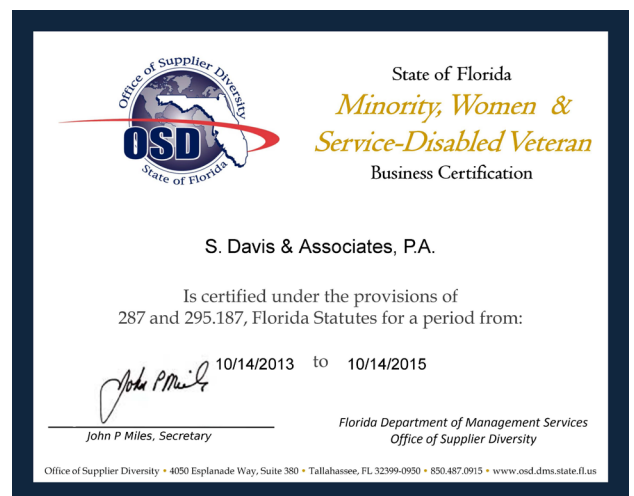 Office of Supplier Diversity
OSD
State of Florida
State of Florida
Minority, Women &
Service-Disabled Veteran
Business Certification
S. Davis & Associates, P.A.
Is certified under the provisions of
287 and 295.187, Florida Statutes for a period from:
10/14/2013 to 10/14/2015
John P Miles
John P Miles, Secretary
Florida Department of Management Services
Office of Supplier Diversity
Office of Supplier Diversity • 4050 Esplanade Way, Suite 380 • Tallahassee, FL 32399-0950 • 850.487.0915 • www.osd.dms.state.fl.us